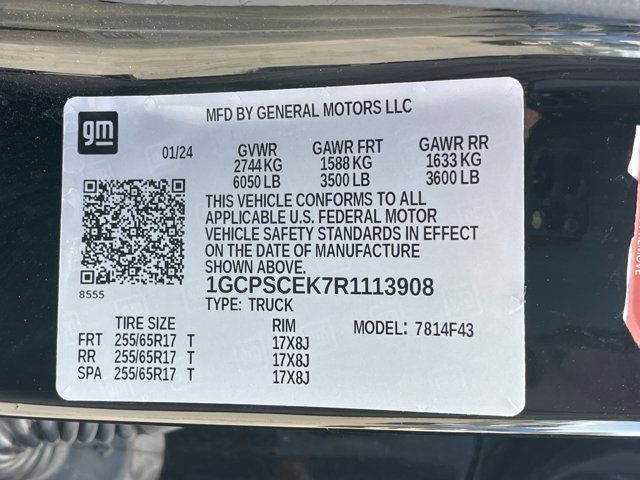 MFD BY GENERAL MOTORS LLC
gm
01/24 GVWR GAWR FRT GAWR RR
2744 KG 1588 KG 1633 KG
6050 LB 3500 LB 3600 LB
THIS VEHICLE CONFORMS TO ALL
APPLICABLE U.S. FEDERAL MOTOR
VEHICLE SAFETY STANDARDS IN EFFECT
ON THE DATE OF MANUFACTURE
SHOWN ABOVE.
8555
1GCPSCEK7R1113908
TYPE: TRUCK
TIRE SIZE RIM MODEL: 7814F43
FRT 255/65R17 T 17X8J
RR 255/65R17 T 17X8J
SPA 255/65R17 T 17X8J